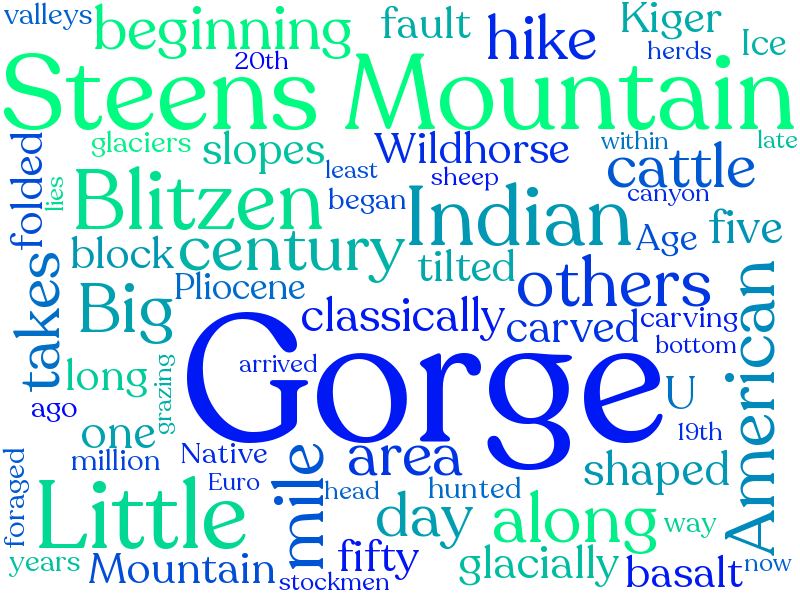 valleys
beginning
fault
hike
Kiger
herds
Ice
20th
Steens Mountain
glaciers
slopes
least
Wildhorse
sheep
within
late
cattle
canyon
folded
lies
Blitzen
began
Indian
Age
five
block
century
tilted
takes
Big
Pliocene
others
classically
carved
carving
bottom
American
long
grazing
arrived
Gorge
U
ago
one
19th
million
Native
Euro
area
shaped
foraged
Little
mile
head
hunted
day
along
way
years
Mountain
stockmen
fifty
glacially
basalt
now